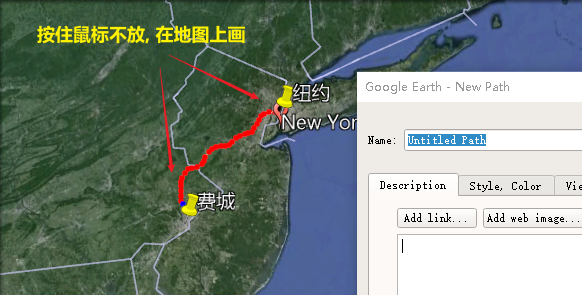 按住鼠标不放, 在地图上画
纽约
New Yor
费城
Google Earth - New Path
Name: Untitled Path
Description Style, Color Vie
Add link... Add web image...